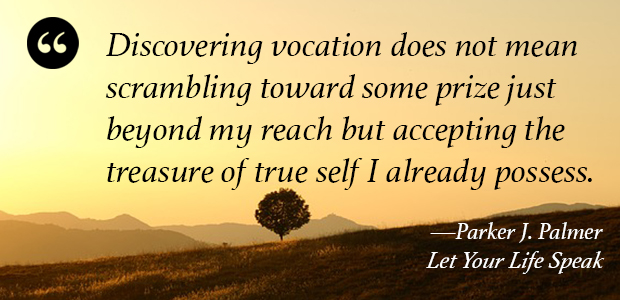 “
Discovering vocation does not mean
scrambling toward some prize just
beyond my reach but accepting the
treasure of true self I already possess.
—Parker J. Palmer
Let Your Life Speak